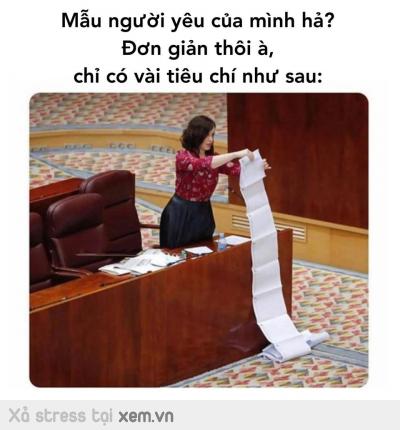 Mẫu người yêu của mình hả?
Đơn giản thôi à,
chỉ có vài tiêu chí như sau:
Xả stress tại xem.vn